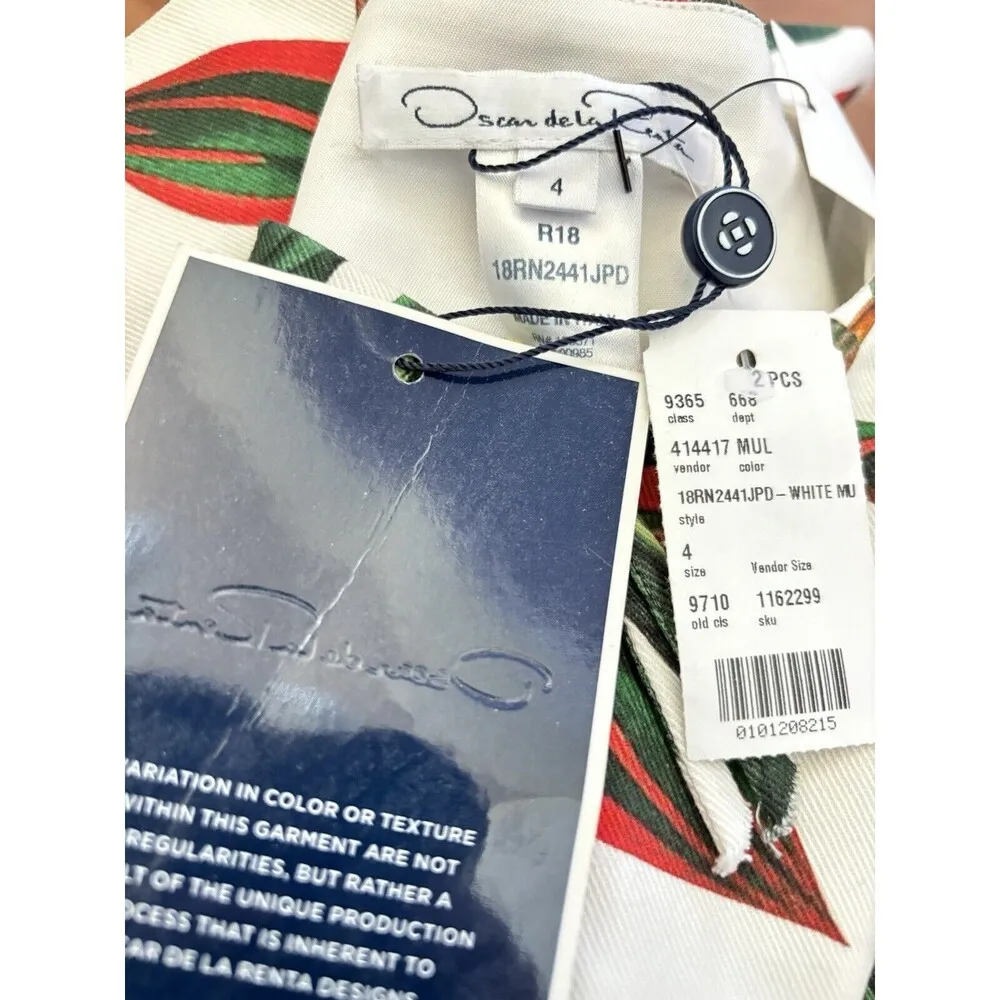 Oscar de la Renta
4
R18
18RN2441JPD
MADE IN ITALY
2 PCS
9365 668
class dept
414417 MUL
vendor color
18RN2441JPD-WHITE MU
style
4
size Vendor Size
9710 1162299
old cls sku
0101208215
VARIATION IN COLOR OR TEXTURE
WITHIN THIS GARMENT ARE NOT
REGULARITIES, BUT RATHER A
LT OF THE UNIQUE PRODUCTION
OCESS THAT IS INHERENT TO
CAR DE LA RENTA DESIGNS